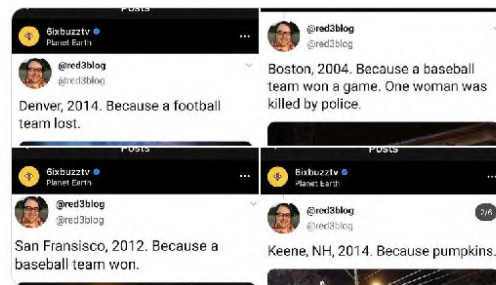 Posts
6ixbuzztv
Planet Earth
@red3blog
@red3blog
Denver, 2014. Because a football
team lost.
@red3blog
@red3blog
Boston, 2004. Because a baseball
team won a game. One woman was
killed by police.
Posts
6ixbuzztv
Planet Earth
@red3blog
@red3blog
San Fransisco, 2012. Because a
baseball team won.
Posts
6ixbuzztv
Planet Earth
@red3blog
@red3blog
2/6
Keene, NH, 2014. Because pumpkins.